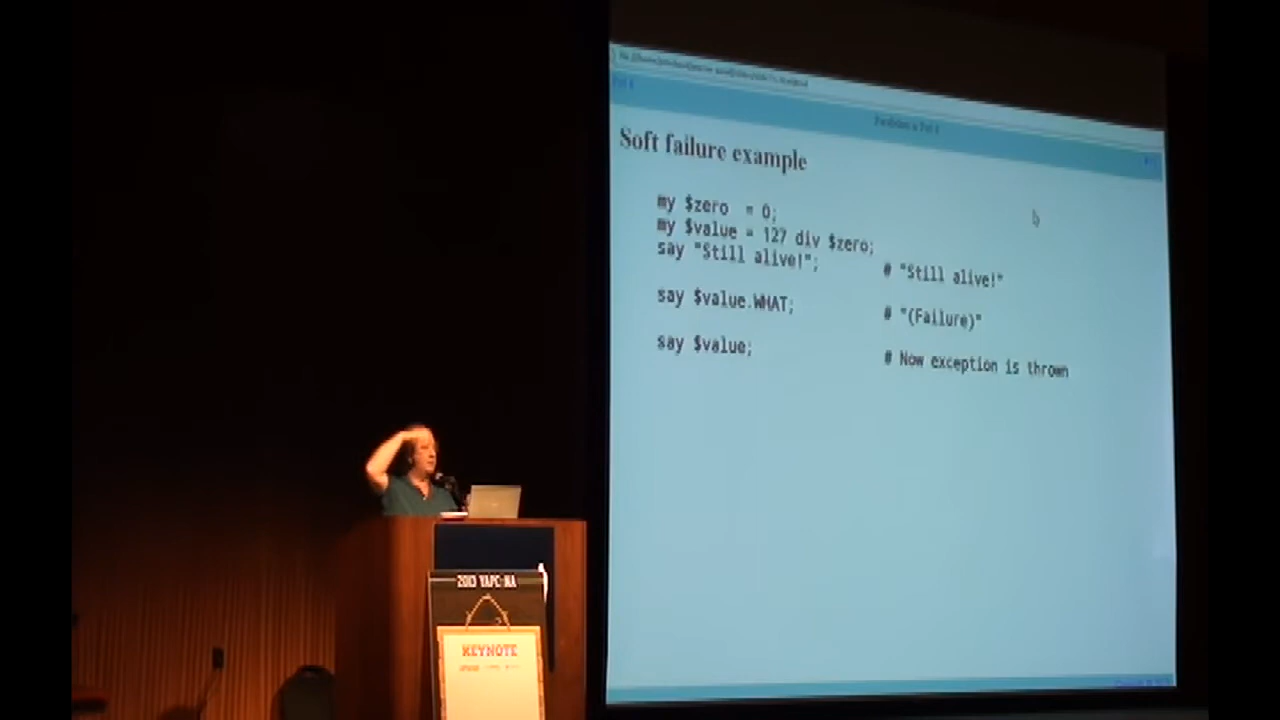 Soft failure example
my $zero = 0;
my $value = 127 div $zero;
say "Still alive!"; # "Still alive!"
say $value.WHAT; # "(Failure)"
say $value; # Now exception is thrown
2013 YAPC::NA
KEYNOTE